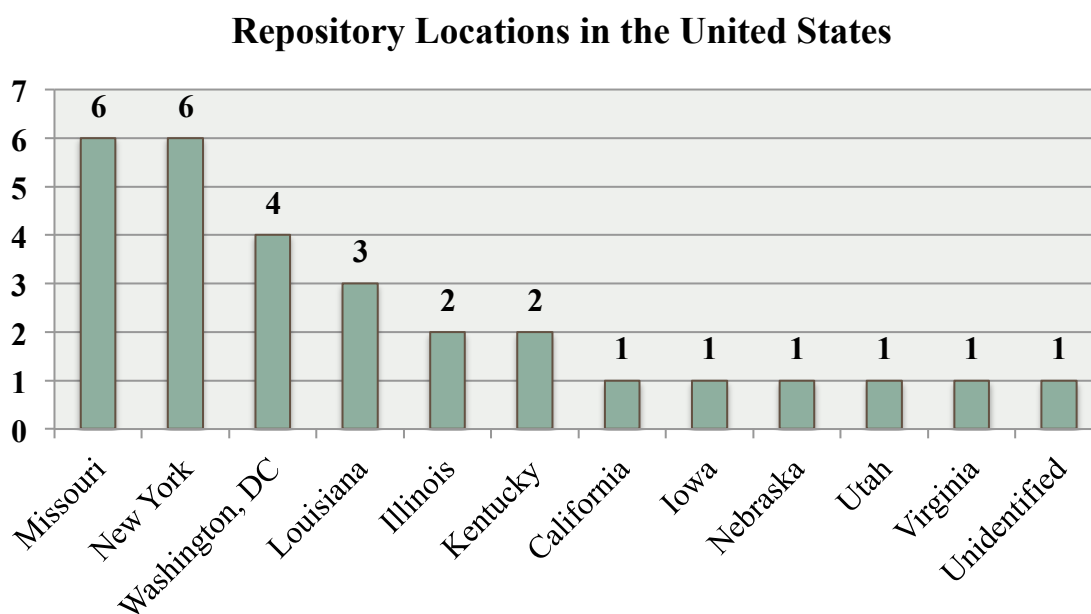 Repository Locations in the United States
7
6
5
4
3
2
1
0
6
6
4
3
2
2
1
1
1
1
1
1
Missouri
New York
Washington, DC
Louisiana
Illinois
Kentucky
California
Iowa
Nebraska
Utah
Virginia
Unidentified